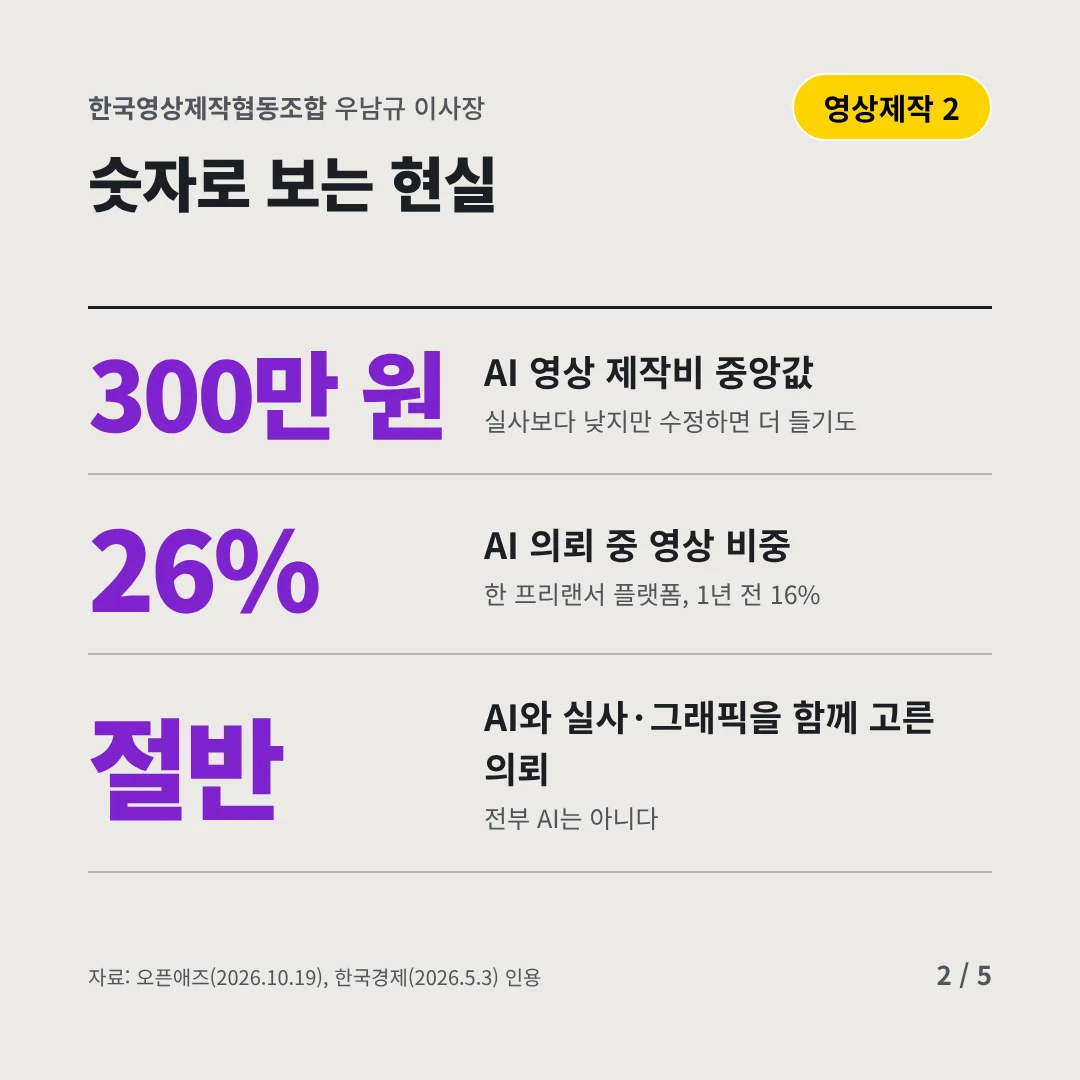 한국영상제작협동조합 우남규 이사장
영상제작 2
숫자로 보는 현실
300만 원
AI 영상 제작비 중앙값
실사보다 낮지만 수정하면 더 들기도
26%
AI 의뢰 중 영상 비중
한 프리랜서 플랫폼, 1년 전 16%
절반
AI와 실사·그래픽을 함께 고른
의뢰
전부 AI는 아니다
자료: 오픈애즈(2026.10.19), 한국경제(2026.5.3) 인용
2 / 5